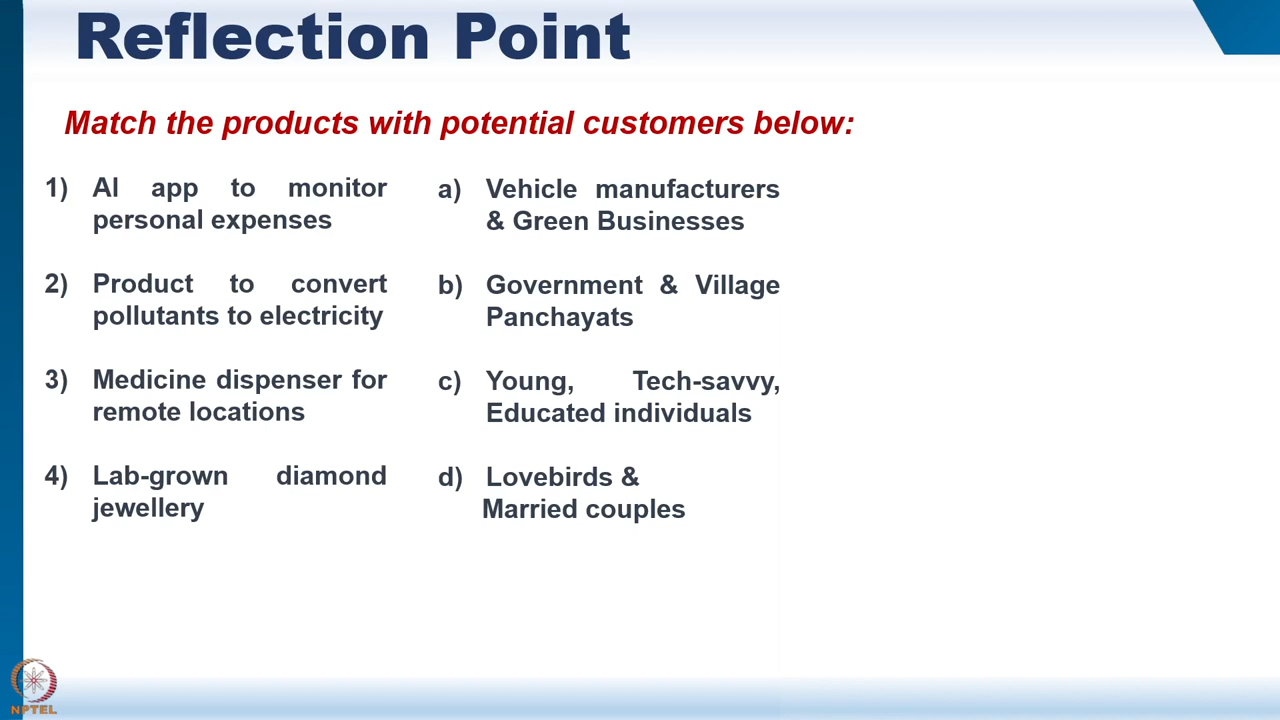 Reflection Point
Match the products with potential customers below:
1) AI app to monitor
personal expenses
2) Product to convert
pollutants to electricity
3) Medicine dispenser for
remote locations
4) Lab-grown diamond
jewellery
a) Vehicle manufacturers
& Green Businesses
b) Government & Village
Panchayats
c) Young, Tech-savvy,
Educated individuals
d) Lovebirds &
Married couples
NPTEL